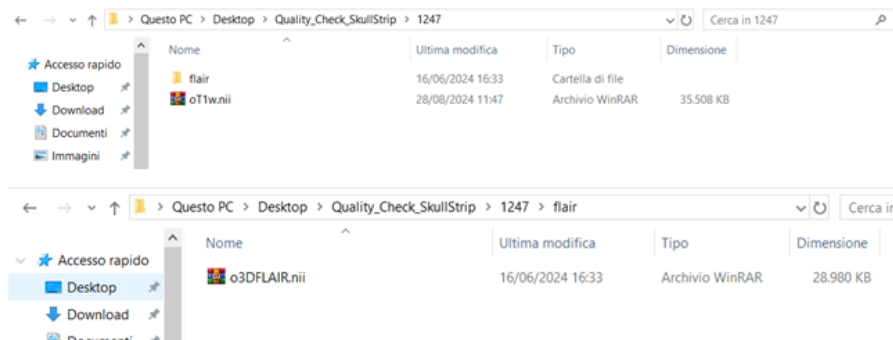 Questo PC > Desktop > Quality_Check_SkullStrip > 1247
Cerca in 1247
Nome Ultima modifica Tipo Dimensione
Accesso rapido
Desktop
Download
Documenti
Immagini
flair 16/06/2024 16:33 Cartella di file
oT1w.nii 28/08/2024 11:47 Archivio WinRAR 35.508 KB
Questo PC > Desktop > Quality_Check_SkullStrip > 1247 > flair
Cerca in
Nome Ultima modifica Tipo Dimensione
Accesso rapido
Desktop
Download
Documenti
o3DFLAIR.nii 16/06/2024 16:33 Archivio WinRAR 28.980 KB